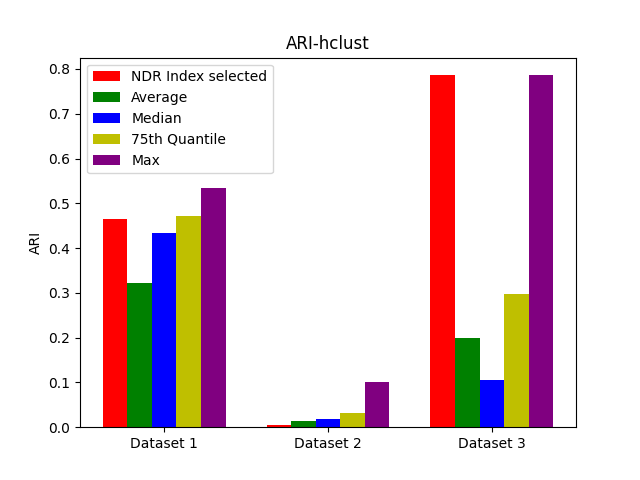 ARI-hclust
NDR Index selected
Average
Median
75th Quantile
Max
ARI
0.8
0.7
0.6
0.5
0.4
0.3
0.2
0.1
0.0
Dataset 1
Dataset 2
Dataset 3